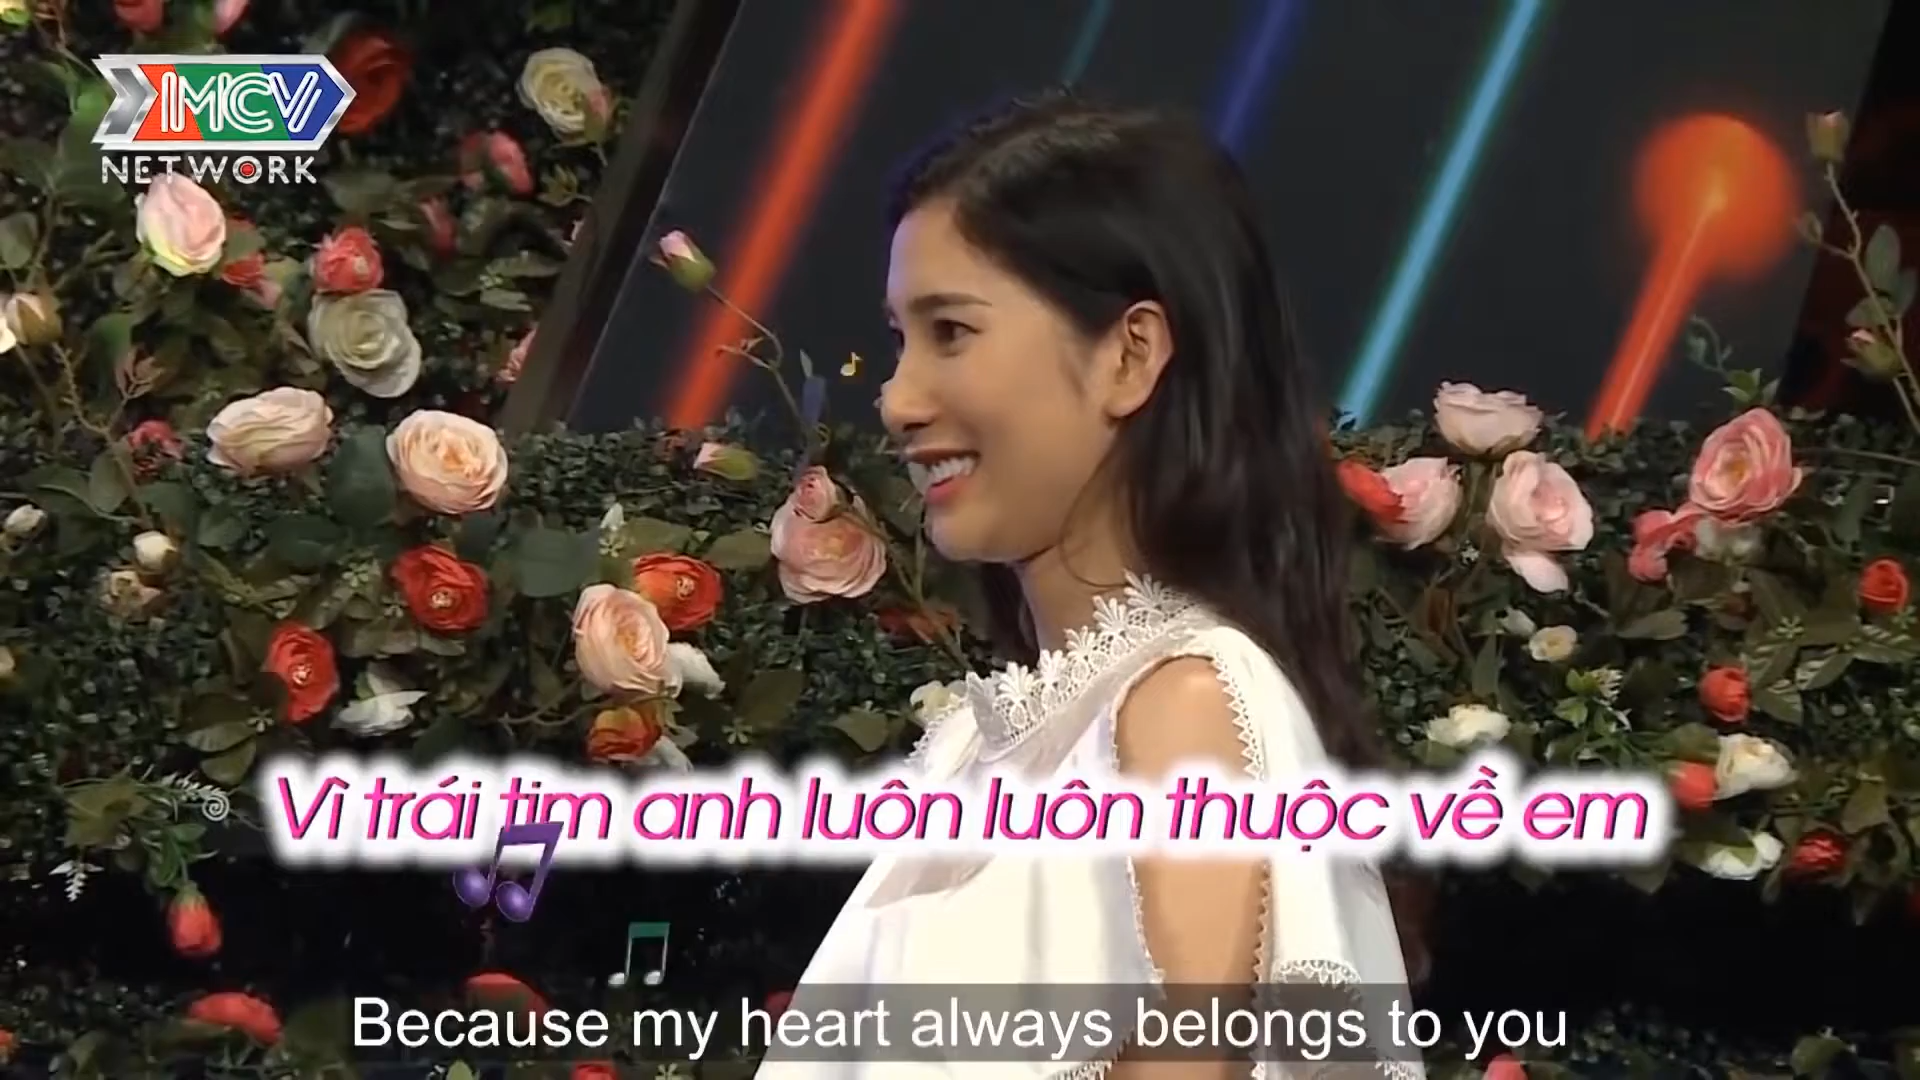 MCV
NETWORK
Vì trái tim anh luôn luôn thuộc về em
Because my heart always belongs to you